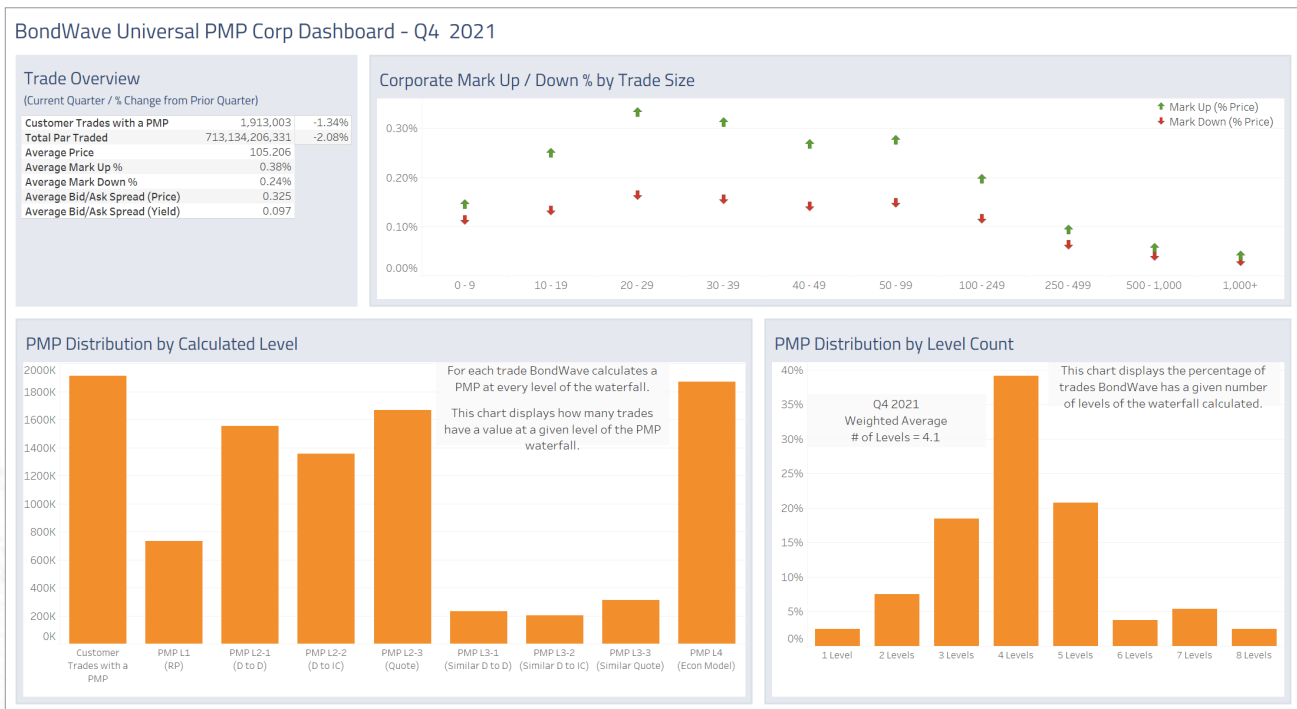 BondWave Universal PMP Corp Dashboard - Q4 2021
Trade Overview
(Current Quarter / % Change from Prior Quarter)
Customer Trades with a PMP 1,913,003 -1.34%
Total Par Traded 713,134,206,331 -2.08%
Average Price 105.206
Average Mark Up % 0.38%
Average Mark Down % 0.24%
Average Bid/Ask Spread (Price) 0.325
Average Bid/Ask Spread (Yield) 0.097
Corporate Mark Up / Down % by Trade Size
Mark Up (% Price)
Mark Down (% Price)
0.30%
0.20%
0.10%
0.00%
0 - 9 10 - 19 20 - 29 30 - 39 40 - 49 50 - 99 100 - 249 250 - 499 500 - 1,000 1,000+
PMP Distribution by Calculated Level
For each trade BondWave calculates a
PMP at every level of the waterfall.
This chart displays how many trades
have a value at a given level of the PMP
waterfall.
2000K
1800K
1600K
1400K
1200K
1000K
800K
600K
400K
200K
0K
Customer
Trades with a
PMP
PMP L1
(RP)
PMP L2-1
(D to D)
PMP L2-2
(D to IC)
PMP L2-3
(Quote)
PMP L3-1
(Similar D to D)
PMP L3-2
(Similar D to IC)
PMP L3-3
(Similar Quote)
PMP L4
(Econ Model)
PMP Distribution by Level Count
This chart displays the percentage of
trades BondWave has a given number
of levels of the waterfall calculated.
Q4 2021
Weighted Average
# of Levels = 4.1
40%
35%
30%
25%
20%
15%
10%
5%
0%
1 Level 2 Levels 3 Levels 4 Levels 5 Levels 6 Levels 7 Levels 8 Levels